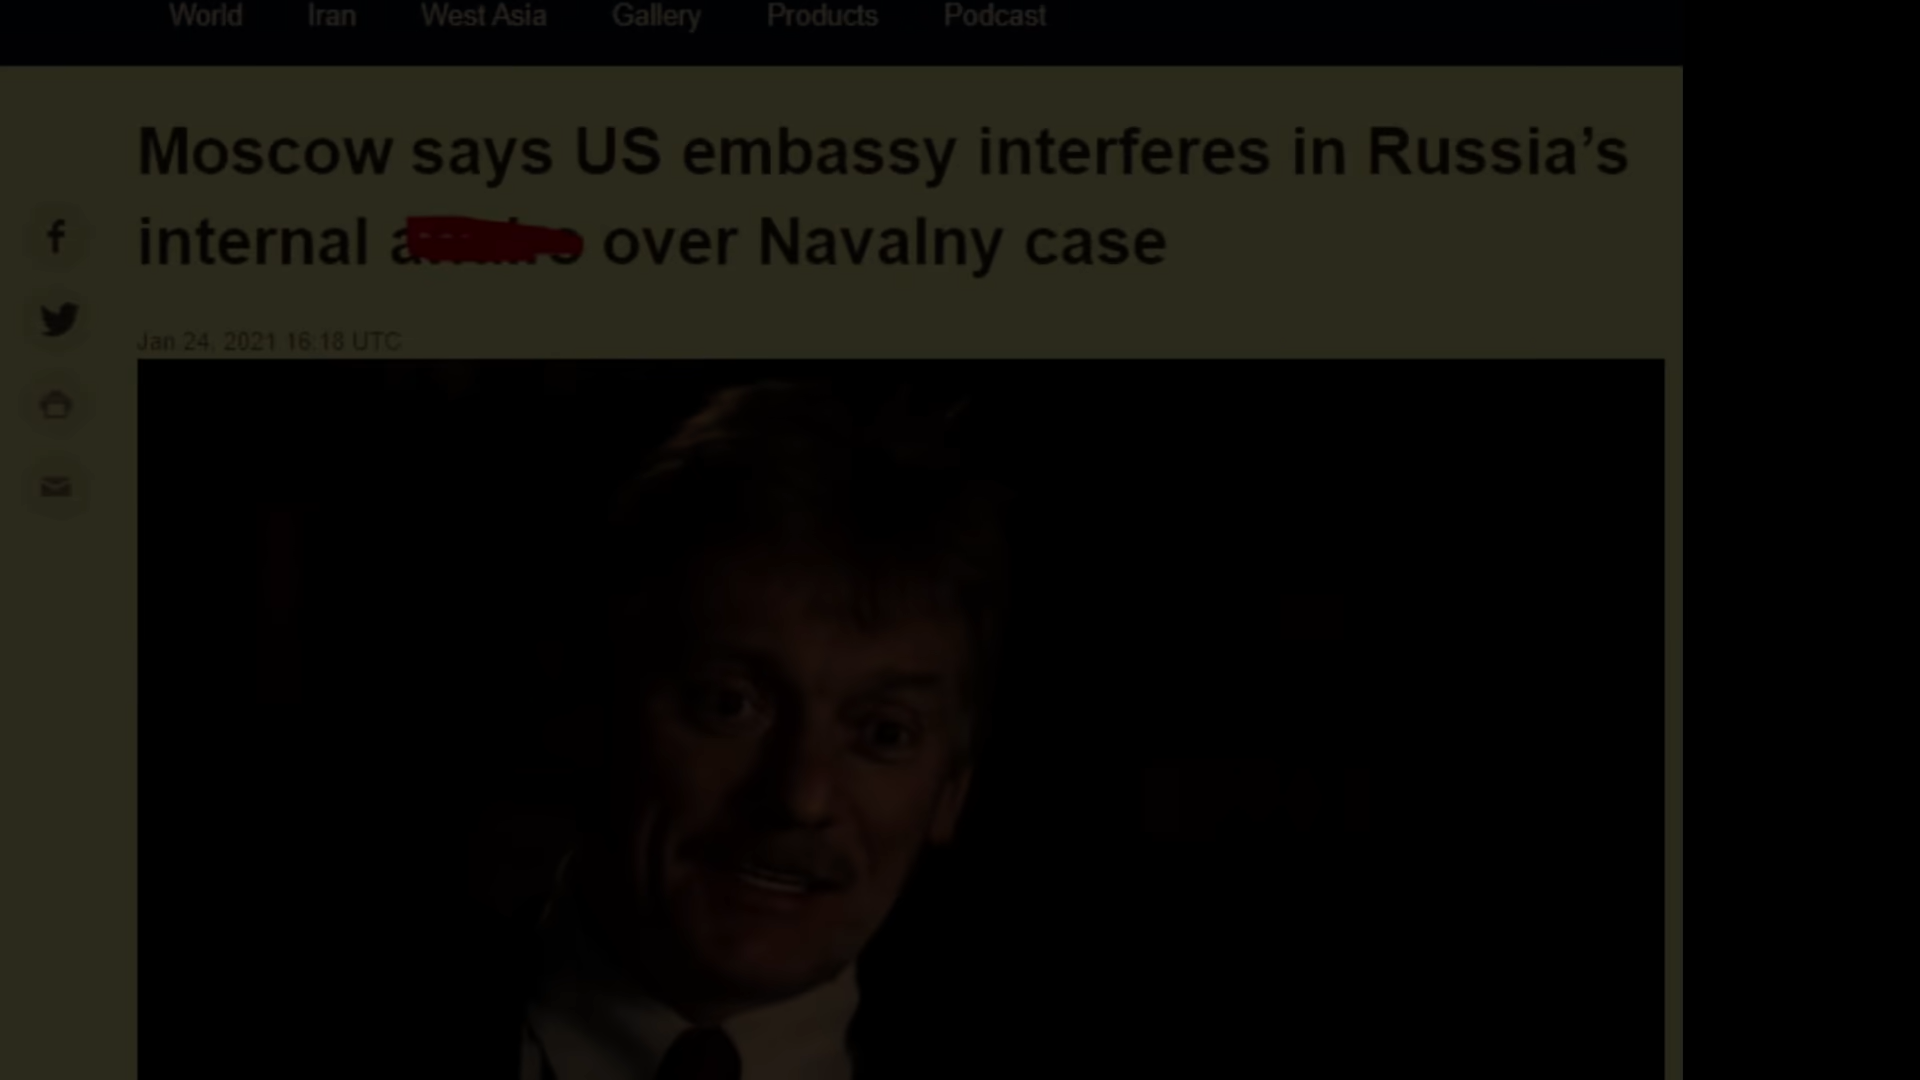 World Iran West Asia Gallery Products Podcast
Moscow says US embassy interferes in Russia’s
internal over Navalny case
Jan 24, 2021 16:18 UTC